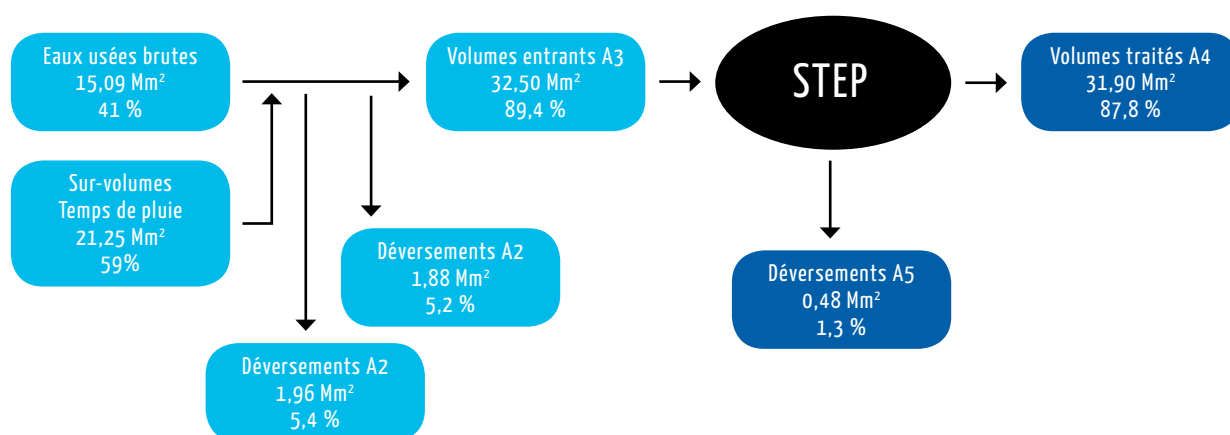 Eaux usées brutes
15,09 Mm²
41 %
Sur-volumes
Temps de pluie
21,25 Mm²
59%
Volumes entrants A3
32,50 Mm²
89,4 %
Déversements A2
1,88 Mm²
5,2 %
Déversements A2
1,96 Mm²
5,4 %
STEP
Volumes traités A4
31,90 Mm²
87,8 %
Déversements A5
0,48 Mm²
1,3 %